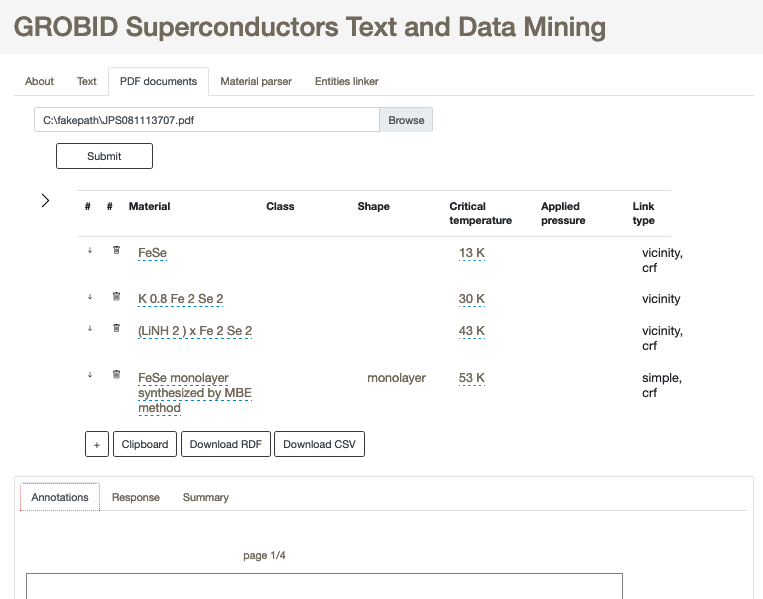 GROBID Superconductors Text and Data Mining
About Text PDF documents Material parser Entities linker
C:\fakepath\JPS081113707.pdf Browse
Submit
# # Material Class Shape Critical temperature Applied pressure Link type
FeSe 13 K vicinity, crf
K 0.8 Fe 2 Se 2 30 K vicinity
(LiNH 2 ) x Fe 2 Se 2 43 K vicinity, crf
FeSe monolayer synthesized by MBE method monolayer 53 K simple, crf
+ Clipboard Download RDF Download CSV
Annotations Response Summary
page 1/4